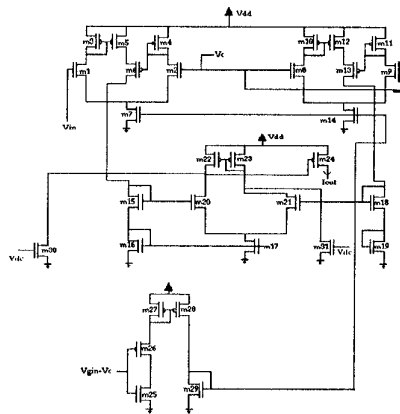 Vdd
m3 m5 m4 m10 m12 m11
Vc
m1 m6 m2 m8 m13 m9
Vin
m7 m14
Vdd
m22 m23 m24
Iout
m15 m20 m21 m18
m30 m16 m17 m31 m19
Vdc Vdc
m27 m28
m26
Vgin-Vc
m25 m29